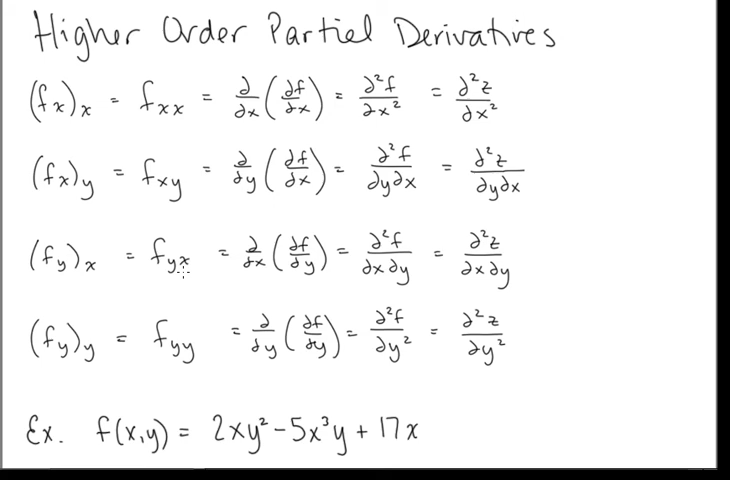 Higher Order Partial Derivatives
(fx)x = fxx = ∂/∂x (∂f/∂x) = ∂²f/∂x² = ∂²z/∂x²
(fx)y = fxy = ∂/∂y (∂f/∂x) = ∂²f/∂y∂x = ∂²z/∂y∂x
(fy)x = fyx = ∂/∂x (∂f/∂y) = ∂²f/∂x∂y = ∂²z/∂x∂y
(fy)y = fyy = ∂/∂y (∂f/∂y) = ∂²f/∂y² = ∂²z/∂y²
Ex. f(x,y) = 2xy² - 5x³y + 17x